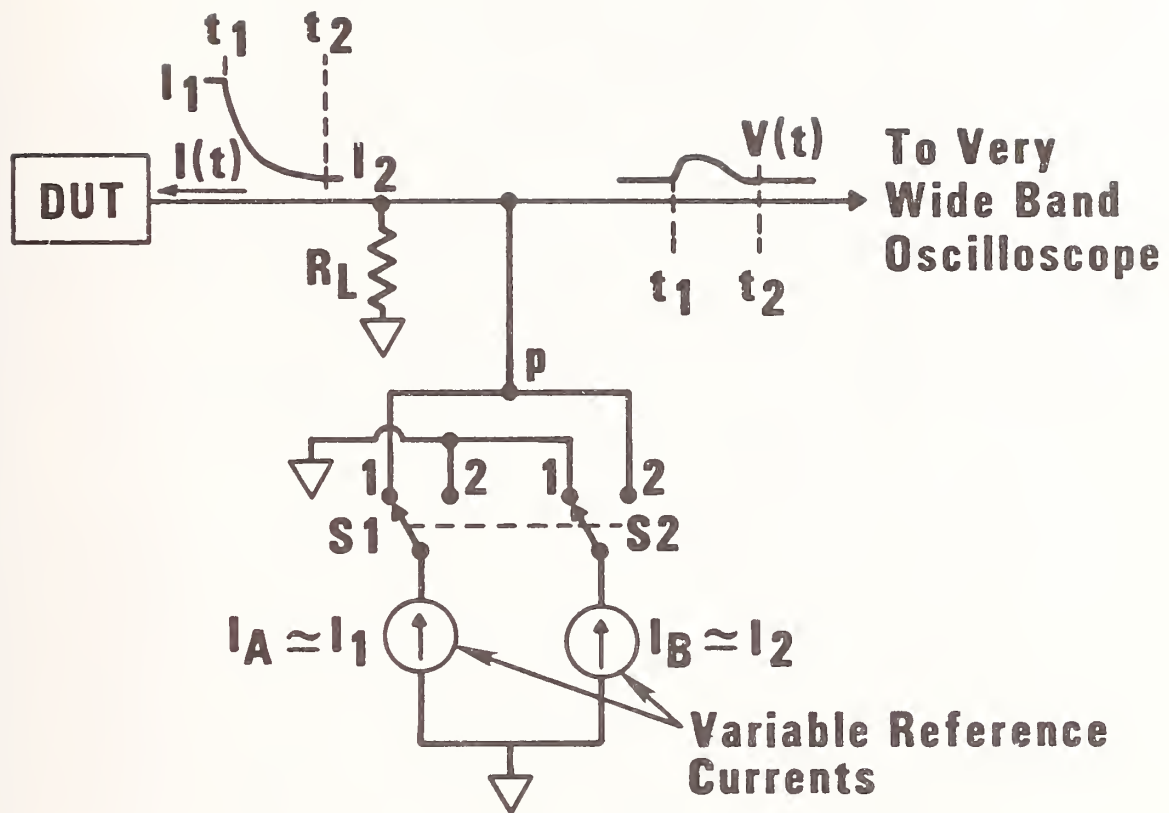 t1 t2
I1
I(t)
I2
DUT
V(t)
To Very
Wide Band
Oscilloscope
RL
t1 t2
p
1 2 1 2
S1 S2
IA ≃ I1
IB ≃ I2
Variable Reference
Currents